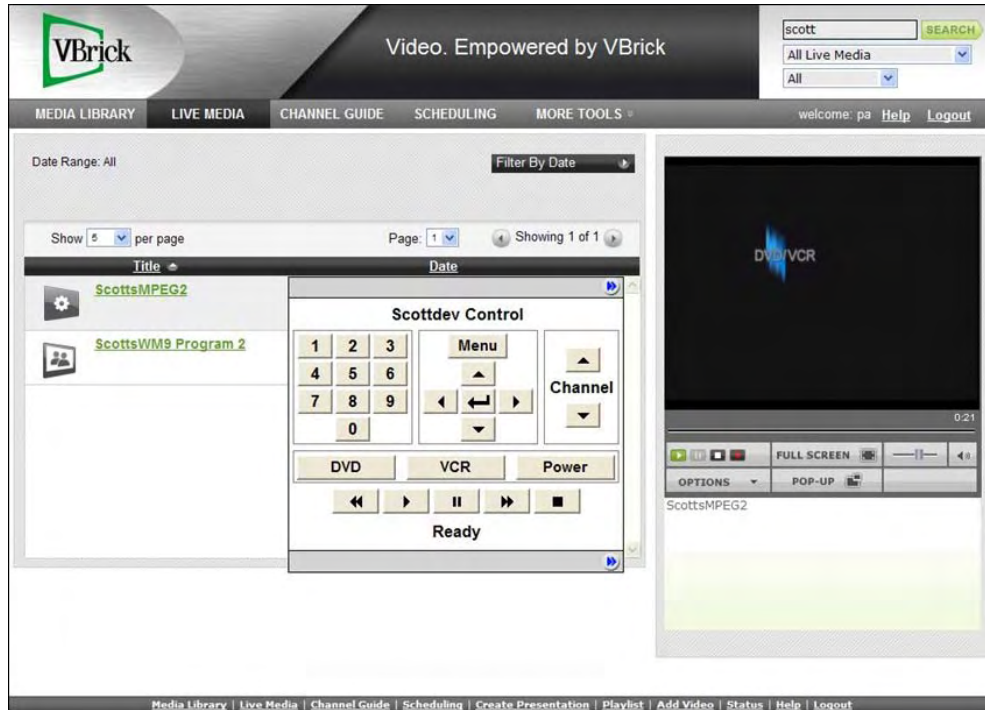 VBrick
Video. Empowered by VBrick
scott SEARCH
All Live Media
All
MEDIA LIBRARY LIVE MEDIA CHANNEL GUIDE SCHEDULING MORE TOOLS welcome: pa Help Logout
Date Range: All Filter By Date
Show 5 per page Page: 1 Showing 1 of 1
Title Date
ScottsMPEG2
ScottsWM9 Program 2
Scottdev Control
1 2 3 Menu
4 5 6
7 8 9
0
Channel
DVD VCR Power
Ready
DVD/VCR
0:21
FULL SCREEN
OPTIONS POP-UP
ScottsMPEG2
Media Library | Live Media | Channel Guide | Scheduling | Create Presentation | Playlist | Add Video | Status | Help | Logout